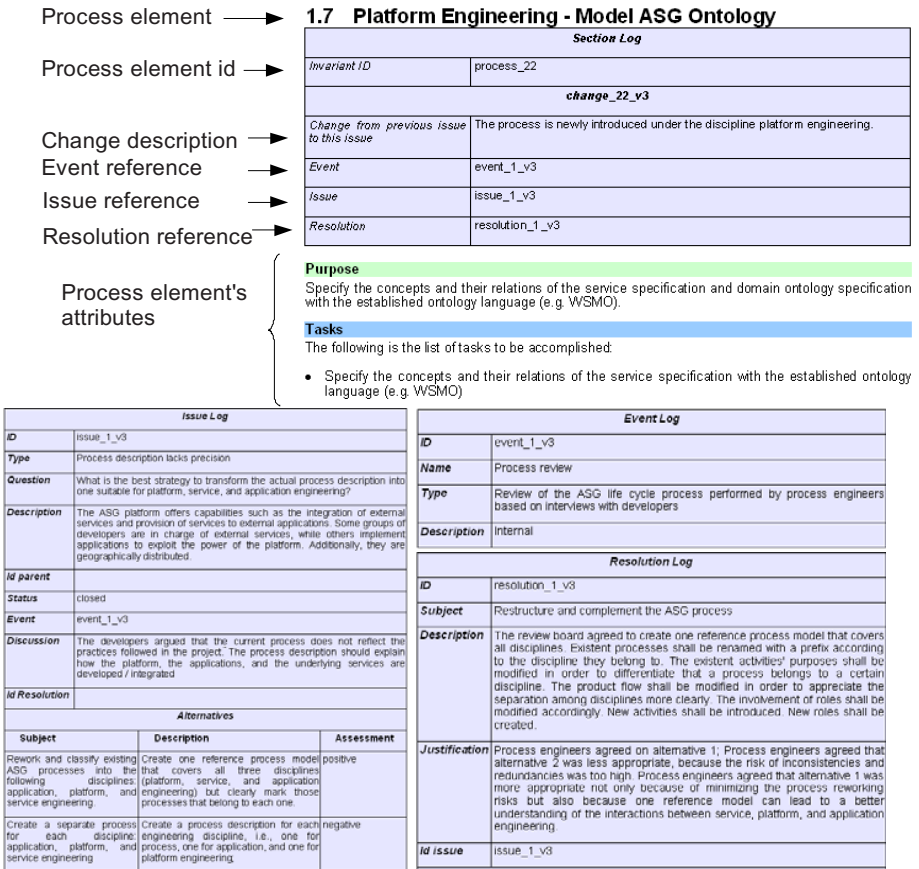 Process element
1.7 Platform Engineering - Model ASG Ontology
Section Log
Process element id
Invariant ID
process_22
change_22_v3
Change description
Change from previous issue
to this issue
The process is newly introduced under the discipline platform engineering.
Event reference
Event
event_1_v3
Issue reference
Issue
issue_1_v3
Resolution reference
Resolution
resolution_1_v3
Process element's
attributes
Purpose
Specify the concepts and their relations of the service specification and domain ontology specification
with the established ontology language (e.g. WSMO).
Tasks
The following is the list of tasks to be accomplished:
• Specify the concepts and their relations of the service specification with the established ontology
language (e.g. WSMO)
Issue Log
ID
issue_1_v3
Type
Process description lacks precision
Question
What is the best strategy to transform the actual process description into
one suitable for platform, service, and application engineering?
Description
The ASG platform offers capabilities such as the integration of external
services and provision of services to external applications. Some groups of
developers are in charge of external services, while others implement
applications to exploit the power of the platform. Additionally, they are
geographically distributed.
Id parent
Status
closed
Event
event_1_v3
Discussion
The developers argued that the current process does not reflect the
practices followed in the project. The process description should explain
how the platform, the applications, and the underlying services are
developed / integrated
Id Resolution
Alternatives
Subject
Description
Assessment
Rework and classify existing
ASG processes into the
following disciplines:
application, platform, and
service engineering.
Create one reference process model
that covers all three disciplines
(platform, service, and application
engineering) but clearly mark those
processes that belong to each one.
positive
Create a separate process
for each discipline:
application, platform, and
service engineering
Create a process description for each
engineering discipline, i.e., one for
process, one for application, and one for
platform engineering;
negative
Event Log
ID
event_1_v3
Name
Process review
Type
Review of the ASG life cycle process performed by process engineers
based on interviews with developers
Description
Internal
Resolution Log
ID
resolution_1_v3
Subject
Restructure and complement the ASG process
Description
The review board agreed to create one reference process model that covers
all disciplines. Existent processes shall be renamed with a prefix according
to the discipline they belong to. The existent activities' purposes shall be
modified in order to differentiate that a process belongs to a certain
discipline. The product flow shall be modified in order to appreciate the
separation among disciplines more clearly. The involvement of roles shall be
modified accordingly. New activities shall be introduced. New roles shall be
created.
Justification
Process engineers agreed on alternative 1; Process engineers agreed that
alternative 2 was less appropriate, because the risk of inconsistencies and
redundancies was too high. Process engineers agreed that alternative 1 was
more appropriate not only because of minimizing the process reworking
risks but also because one reference model can lead to a better
understanding of the interactions between service, platform, and application
engineering.
Id issue
issue_1_v3